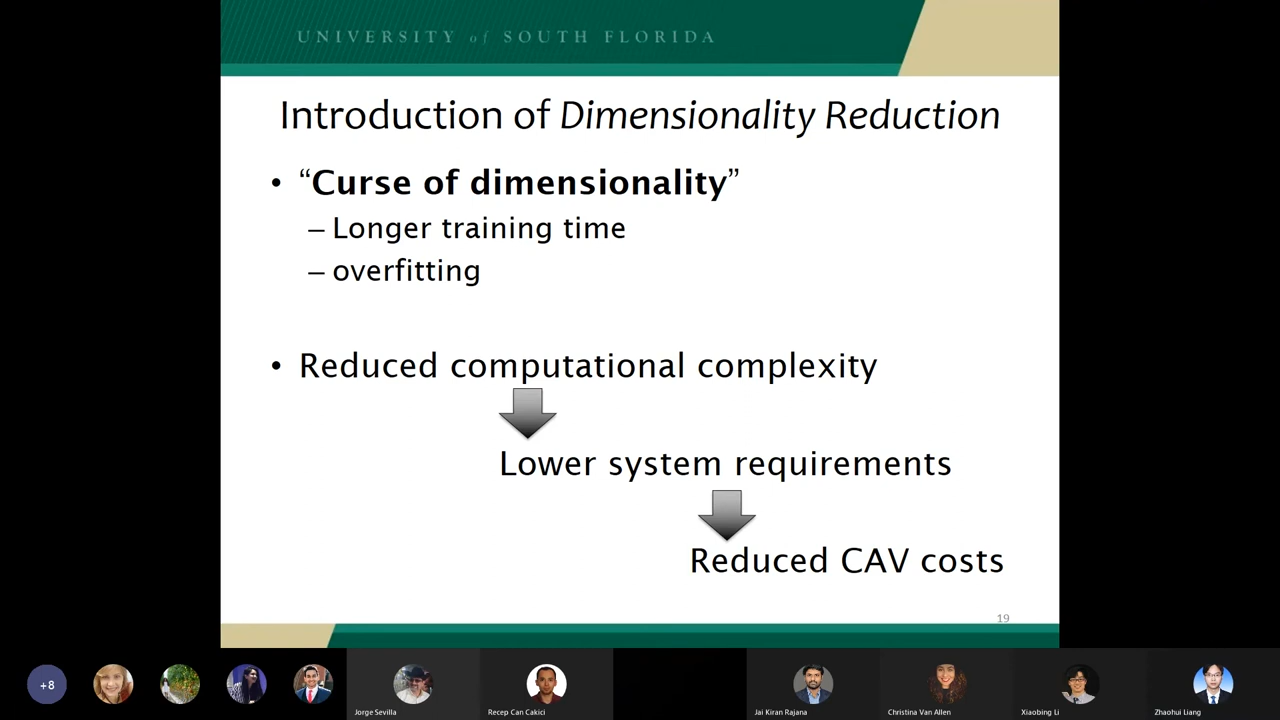 UNIVERSITY of SOUTH FLORIDA
Introduction of Dimensionality Reduction
• “Curse of dimensionality”
– Longer training time
– overfitting
• Reduced computational complexity
Lower system requirements
Reduced CAV costs
19
+8
Jorge Sevilla
Recep Can Cakici
Jai Kiran Rajana
Christina Van Allen
Xiaobing Li
Zhaohui Liang